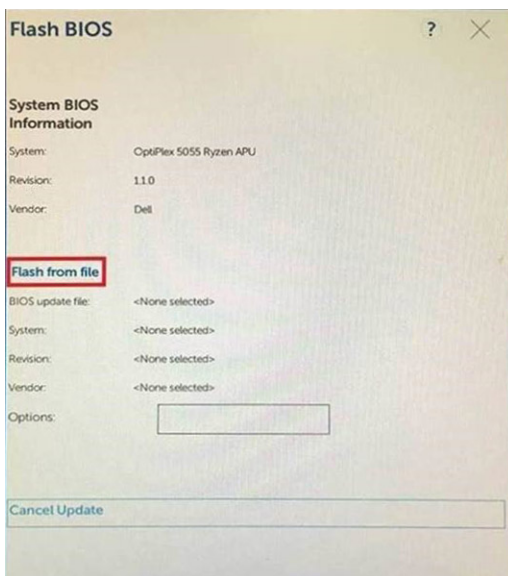 Flash BIOS ?
System BIOS
Information
System: OptiPlex 5055 Ryzen APU
Revision: 1.1.0
Vendor: Dell
Flash from file
BIOS update file: <None selected>
System: <None selected>
Revision: <None selected>
Vendor: <None selected>
Options:
Cancel Update